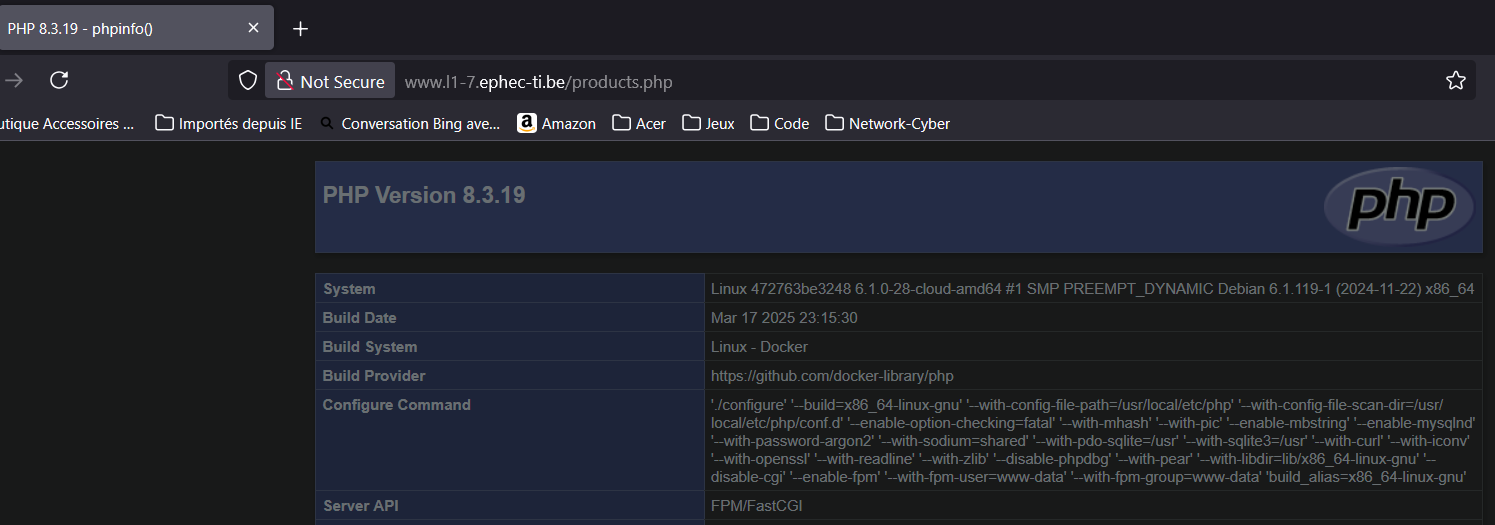 PHP 8.3.19 - phpinfo()
Not Secure www.l1-7.ephec-ti.be/products.php
utique Accessoires ... Importés depuis IE Conversation Bing ave... Amazon Acer Jeux Code Network-Cyber
PHP Version 8.3.19
php
System Linux 472763be3248 6.1.0-28-cloud-amd64 #1 SMP PREEMPT_DYNAMIC Debian 6.1.119-1 (2024-11-22) x86_64
Build Date Mar 17 2025 23:15:30
Build System Linux - Docker
Build Provider https://github.com/docker-library/php
Configure Command './configure' '--build=x86_64-linux-gnu' '--with-config-file-path=/usr/local/etc/php' '--with-config-file-scan-dir=/usr/
local/etc/php/conf.d' '--enable-option-checking=fatal' '--with-mhash' '--with-pic' '--enable-mbstring' '--enable-mysqlnd'
'--with-password-argon2' '--with-sodium=shared' '--with-pdo-sqlite=/usr' '--with-sqlite3=/usr' '--with-curl' '--with-iconv'
'--with-openssl' '--with-readline' '--with-zlib' '--disable-phpdbg' '--with-pear' '--with-libdir=lib/x86_64-linux-gnu' '--
disable-cgi' '--enable-fpm' '--with-fpm-user=www-data' '--with-fpm-group=www-data' 'build_alias=x86_64-linux-gnu'
Server API FPM/FastCGI